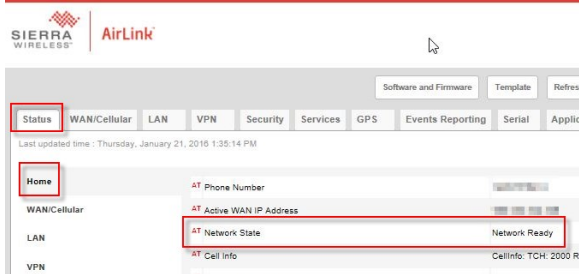 SIERRA
WIRELESS
AirLink
Software and Firmware Template
Status WAN/Cellular LAN VPN Security Services GPS Events Reporting Serial
Last updated time : Thursday, January 21, 2016 1:35:14 PM
Home
AT Phone Number
WAN/Cellular
AT Active WAN IP Address
AT Network State Network Ready
LAN
AT Cell Info CellInfo: TCH: 2000
VPN